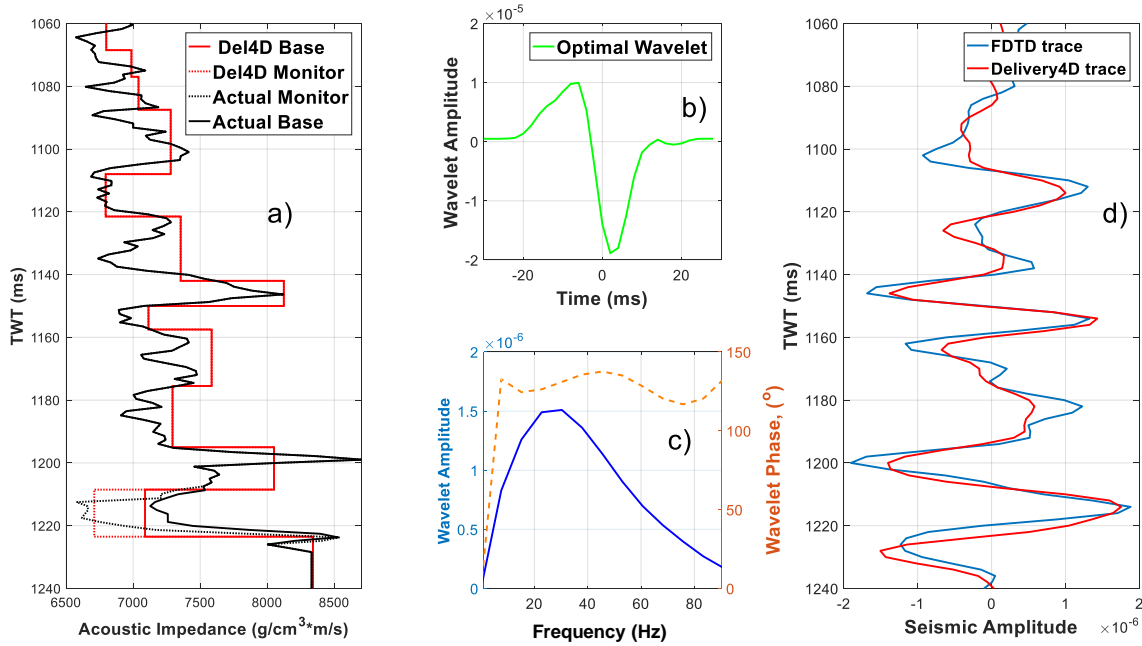 1060
1080
1100
1120
1140
1160
1180
1200
1220
1240
TWT (ms)
6500
7000
7500
8000
8500
Acoustic Impedance (g/cm³*m/s)
Del4D Base
Del4D Monitor
Actual Monitor
Actual Base
a)
2
×10⁻⁵
1
0
-1
-2
Wavelet Amplitude
-20
0
20
Time (ms)
Optimal Wavelet
b)
2
×10⁻⁶
1.5
1
0.5
0
Wavelet Amplitude
150
100
50
0
Wavelet Phase, (°)
0
20
40
60
80
Frequency (Hz)
c)
1060
1080
1100
1120
1140
1160
1180
1200
1220
1240
TWT (ms)
-2
-1
0
1
2
×10⁻⁶
Seismic Amplitude
FDTD trace
Delivery4D trace
d)